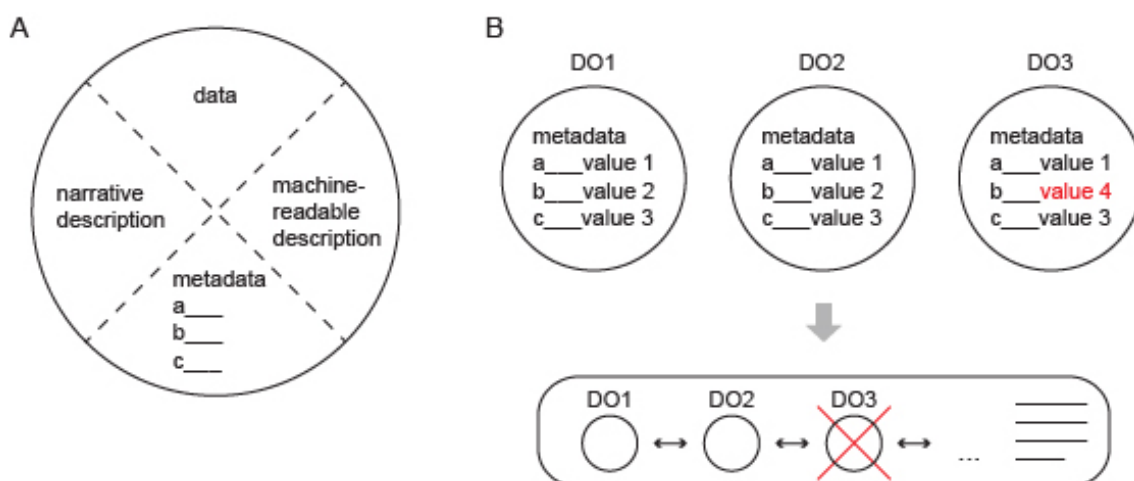 A
data
narrative
description
machine-
readable
description
metadata
a___
b___
c___
B
DO1
DO2
DO3
metadata
a___value 1
b___value 2
c___value 3
metadata
a___value 1
b___value 2
c___value 3
metadata
a___value 1
b___value 4
c___value 3
DO1
DO2
DO3
...